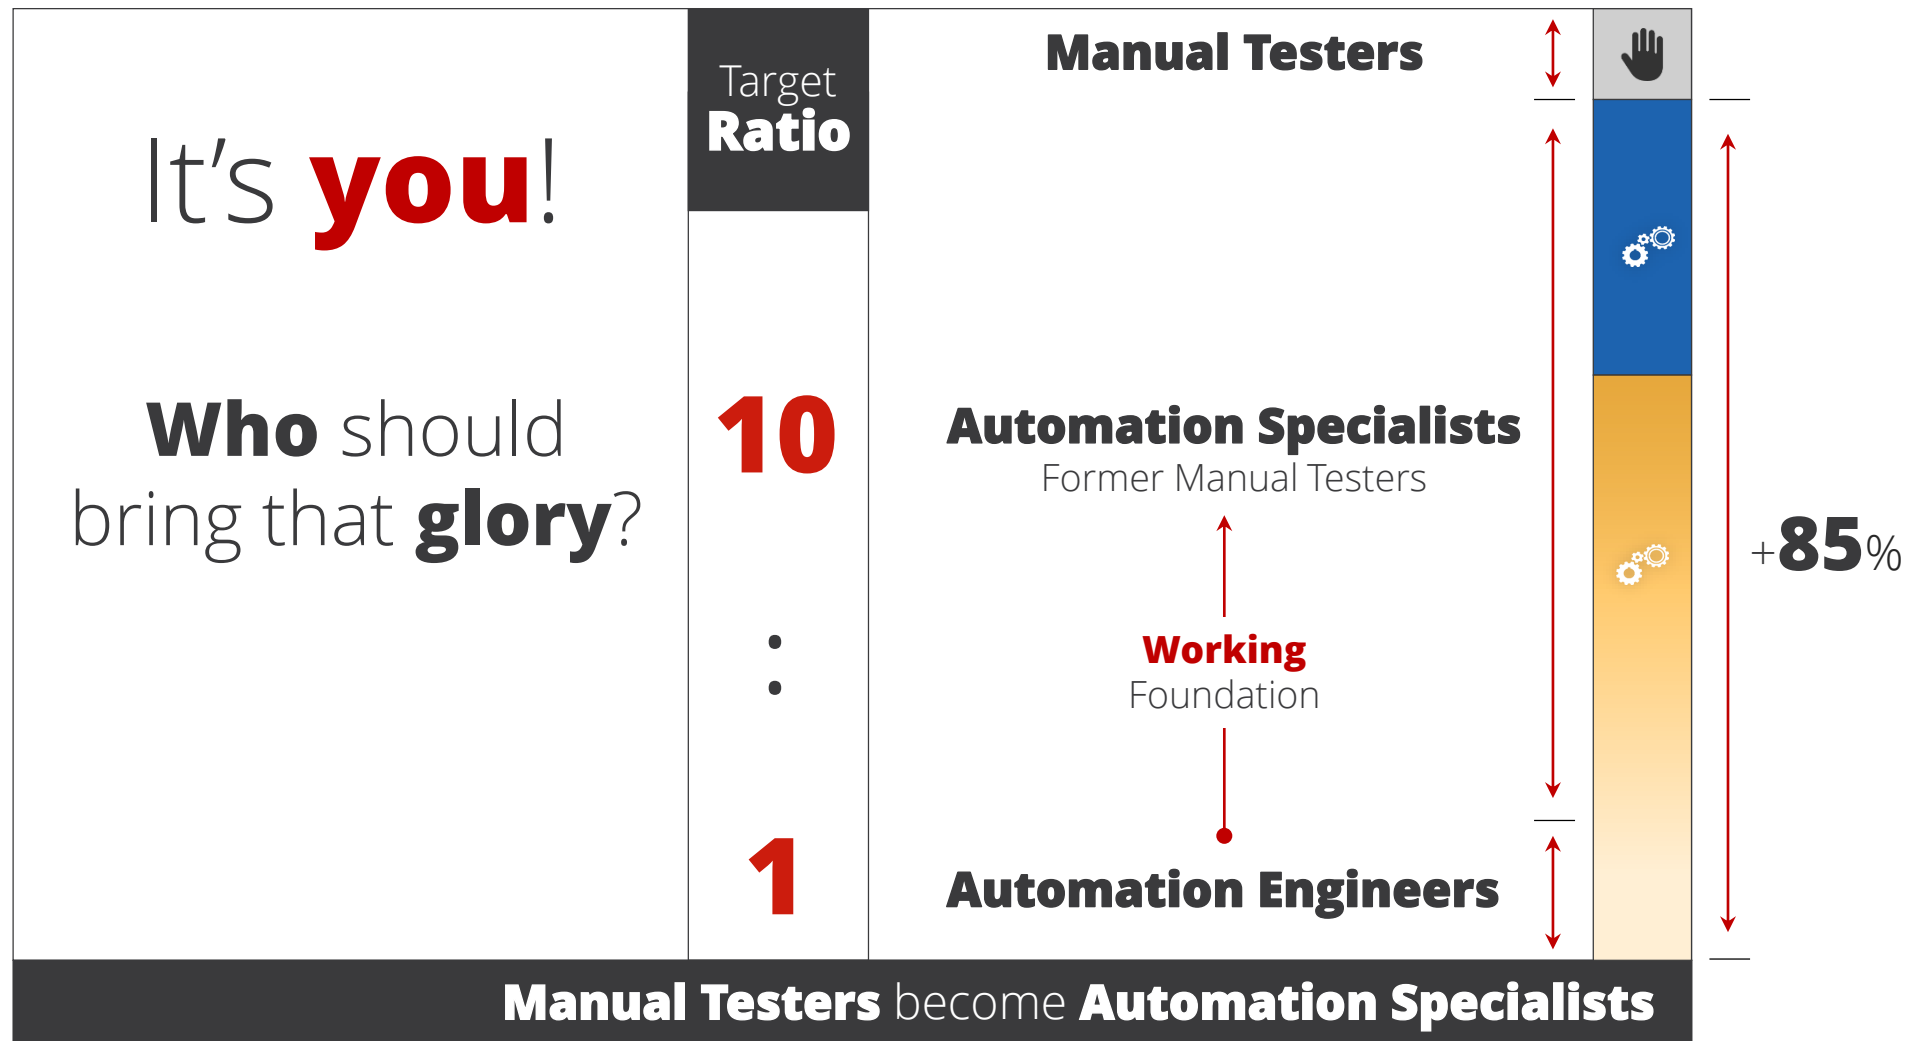 It's you!
Who should
bring that glory?
Target
Ratio
10
:
1
Manual Testers
Automation Specialists
Former Manual Testers
Working
Foundation
Automation Engineers
+85%
Manual Testers become Automation Specialists